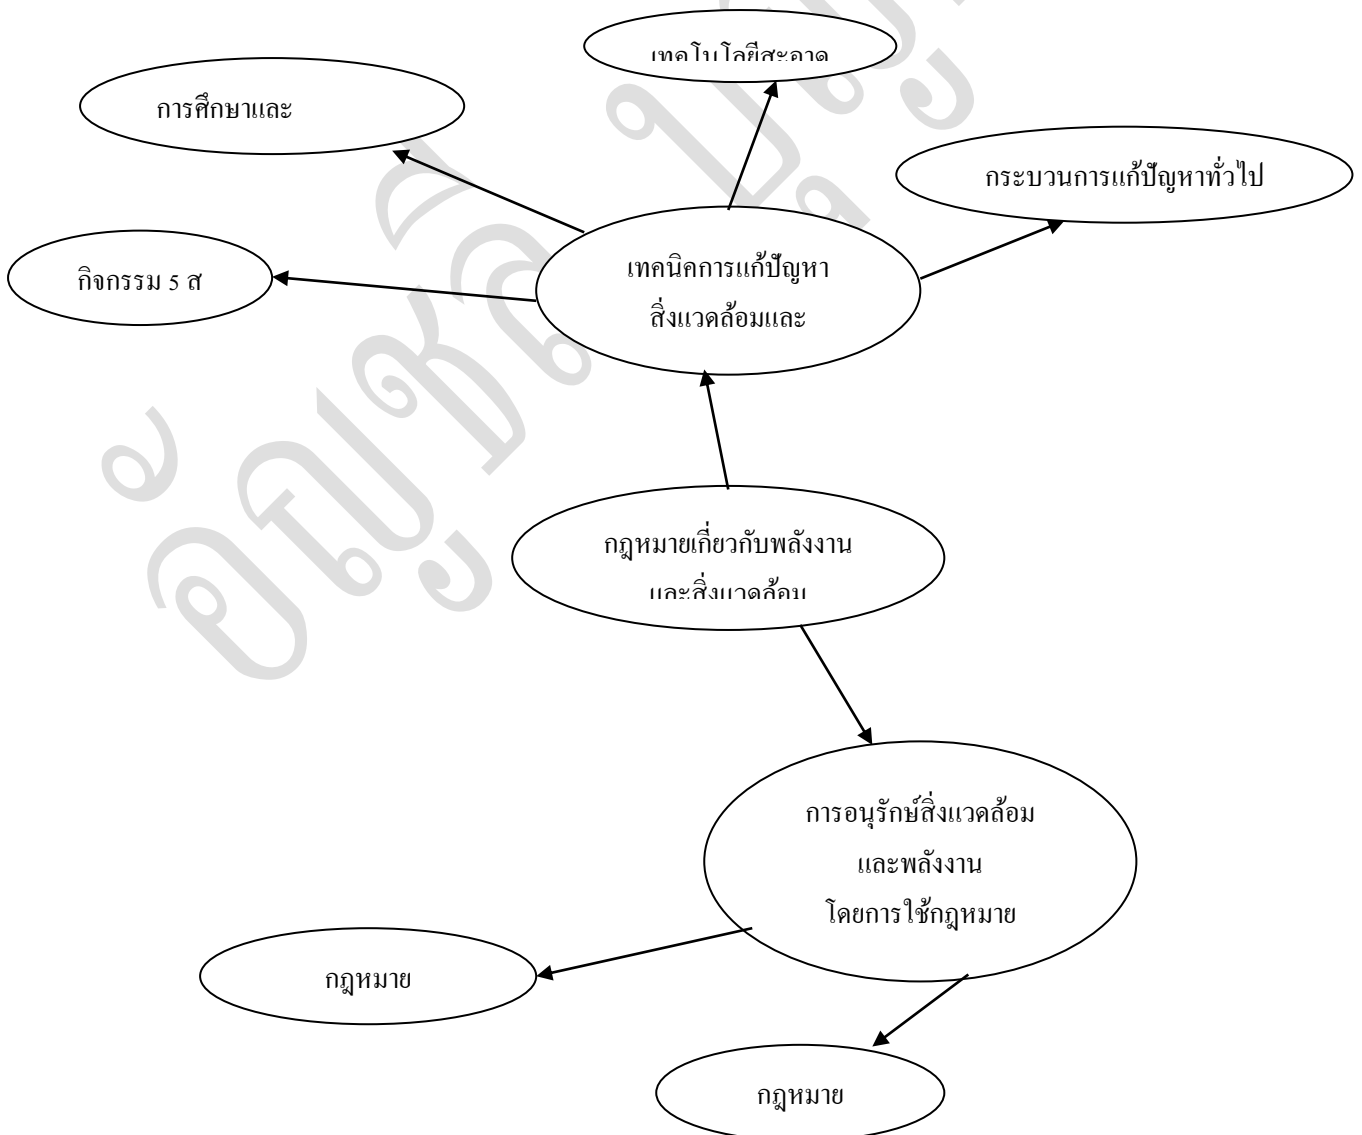 เทคโนโลยีสะอาด
การศึกษาและ
กระบวนการแก้ปัญหาทั่วไป
เทคนิคการแก้ปัญหา
สิ่งแวดล้อมและ
กิจกรรม 5 ส
กฎหมายเกี่ยวกับพลังงาน
และสิ่งแวดล้อม
การอนุรักษ์สิ่งแวดล้อม
และพลังงาน
โดยการใช้กฎหมาย
กฎหมาย
กฎหมาย